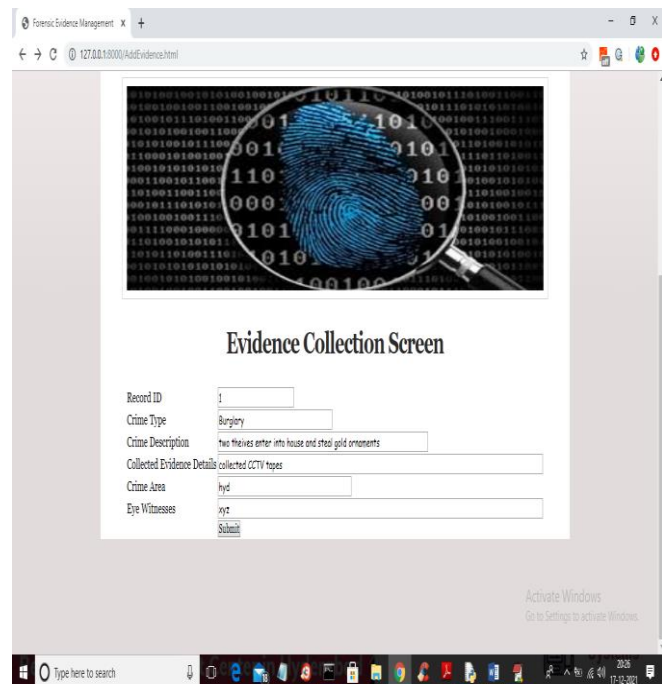 Forensic Evidence Management X +
127.0.0.1:8000/AddEvidence.html
Evidence Collection Screen
Record ID 1
Crime Type Burglary
Crime Description two theives enter into house and steal gold ornaments
Collected Evidence Details collected CCTV tapes
Crime Area hyd
Eye Witnesses xyz
Submit
Activate Windows
Go to Settings to activate Windows.
Type here to search
20:26
17-12-2021